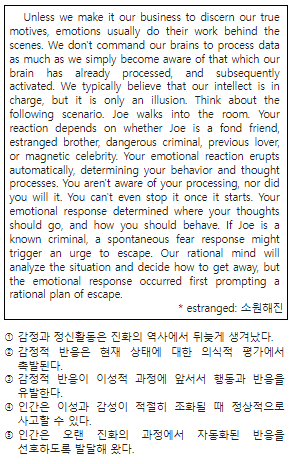 Unless we make it our business to discern our true
motives, emotions usually do their work behind the
scenes. We don't command our brains to process data
as much as we simply become aware of that which our
brain has already processed, and subsequently
activated. We typically believe that our intellect is in
charge, but it is only an illusion. Think about the
following scenario. Joe walks into the room. Your
reaction depends on whether Joe is a fond friend,
estranged brother, dangerous criminal, previous lover,
or magnetic celebrity. Your emotional reaction erupts
automatically, determining your behavior and thought
processes. You aren't aware of your processing, nor did
you will it. You can't even stop it once it starts. Your
emotional response determined where your thoughts
should go, and how you should behave. If Joe is a
known criminal, a spontaneous fear response might
trigger an urge to escape. Our rational mind will
analyze the situation and decide how to get away, but
the emotional response occurred first prompting a
rational plan of escape.
* estranged: 소원해진
① 감정과 정신활동은 진화의 역사에서 뒤늦게 생겨났다.
② 감정적 반응은 현재 상태에 대한 의식적 평가에서
촉발된다.
③ 감정적 반응이 이성적 과정에 앞서서 행동과 반응을
유발한다.
④ 인간은 이성과 감성이 적절히 조화될 때 정상적으로
사고할 수 있다.
⑤ 인간은 오랜 진화의 과정에서 자동화된 반응을
선호하도록 발달해 왔다.